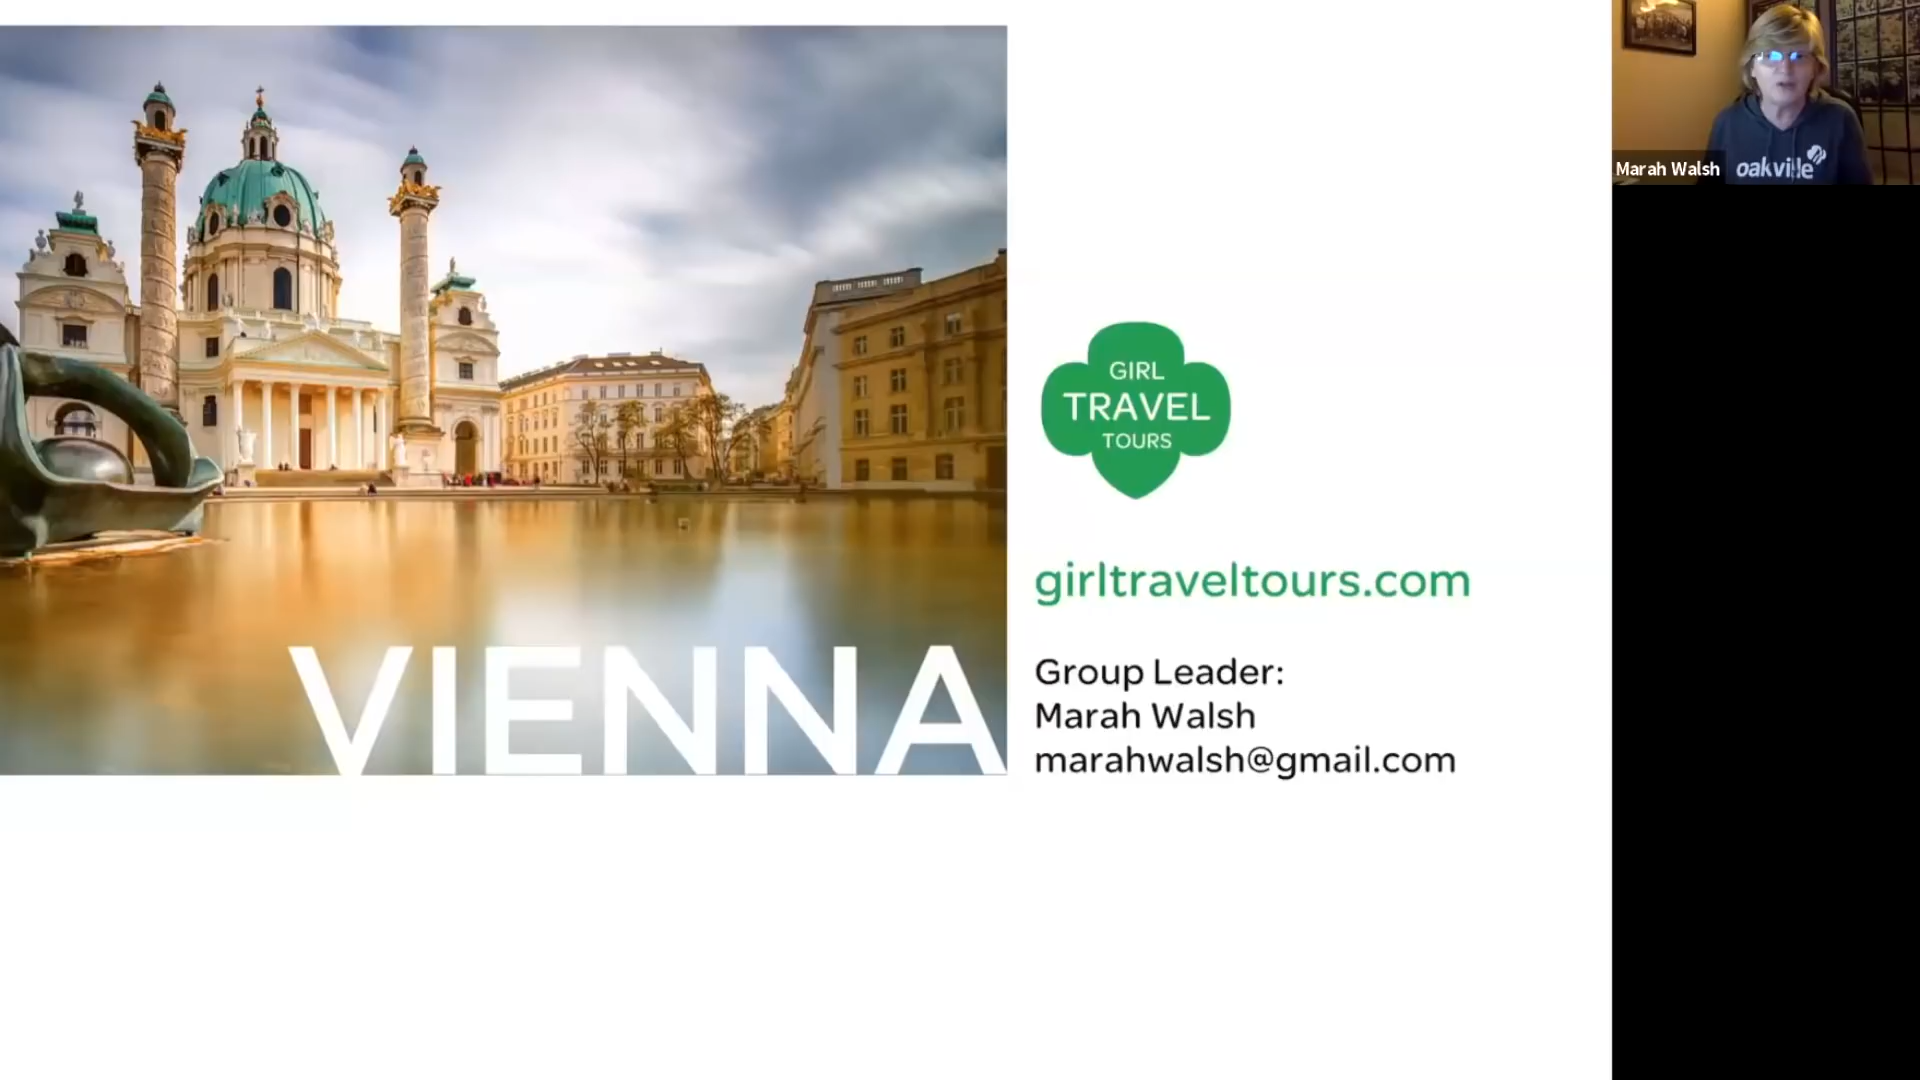 VIENNA
GIRL
TRAVEL
TOURS
girltraveltours.com
Group Leader:
Marah Walsh
marahwalsh@gmail.com
Marah Walsh
oakville